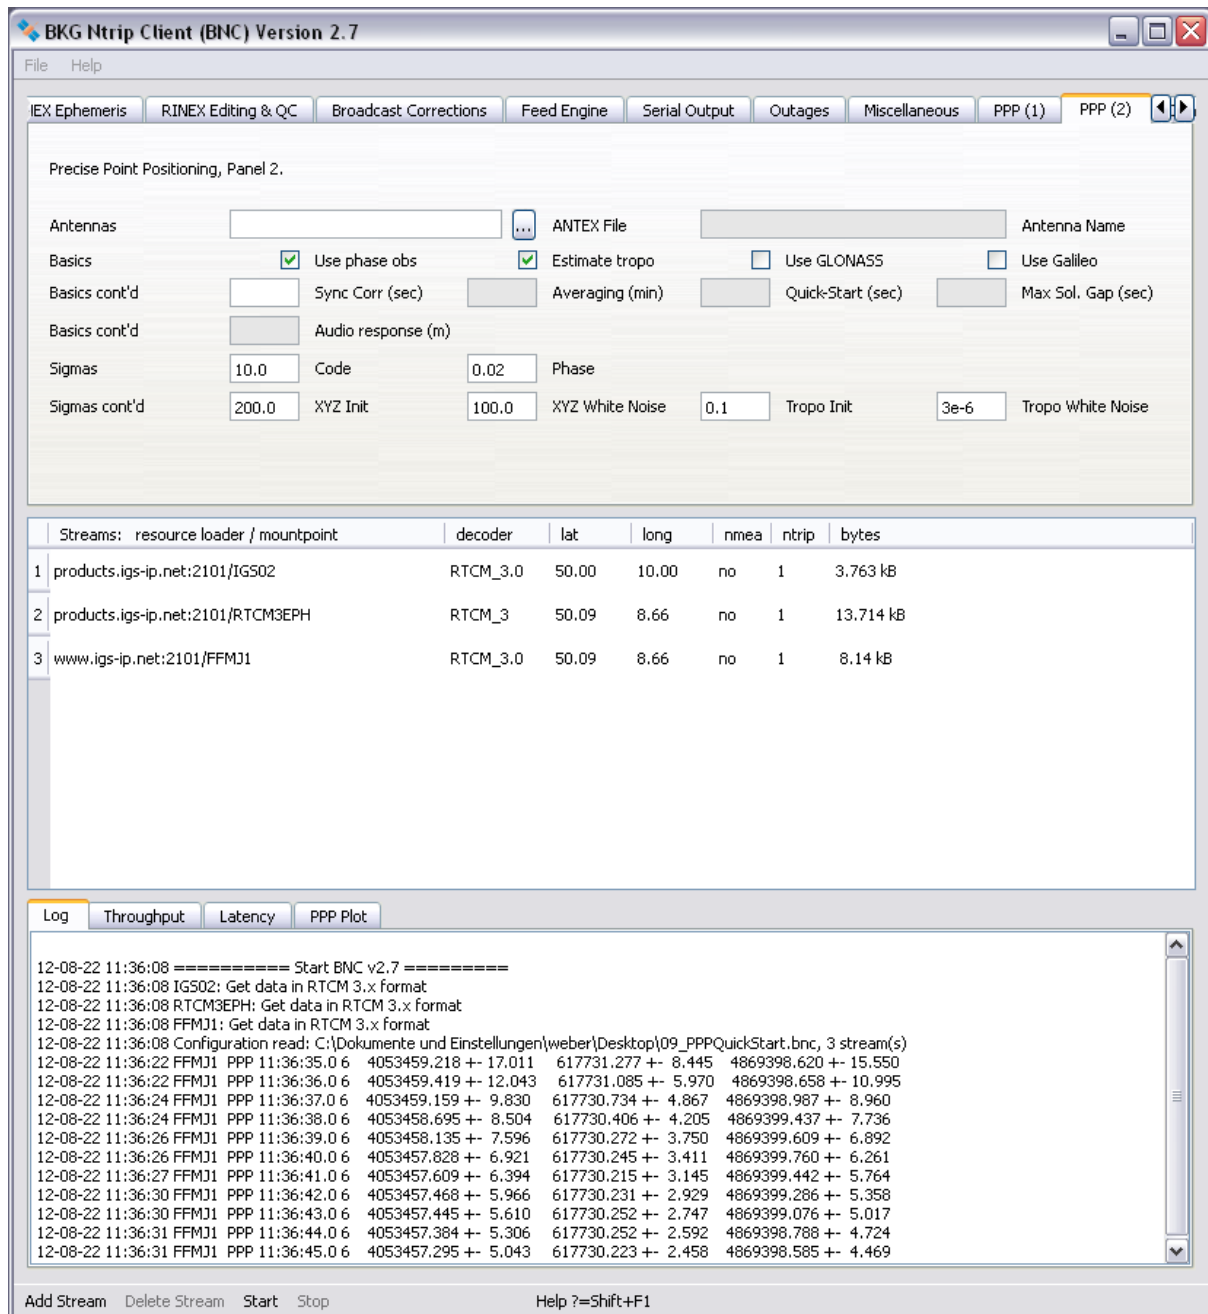 BKG Ntrip Client (BNC) Version 2.7
File Help
IEX Ephemeris RINEX Editing & QC Broadcast Corrections Feed Engine Serial Output Outages Miscellaneous PPP (1) PPP (2)
Precise Point Positioning, Panel 2.
Antennas ... ANTEX File Antenna Name
Basics Use phase obs Estimate tropo Use GLONASS Use Galileo
Basics cont'd Sync Corr (sec) Averaging (min) Quick-Start (sec) Max Sol. Gap (sec)
Basics cont'd Audio response (m)
Sigmas 10.0 Code 0.02 Phase
Sigmas cont'd 200.0 XYZ Init 100.0 XYZ White Noise 0.1 Tropo Init 3e-6 Tropo White Noise
Streams: resource loader / mountpoint decoder lat long nmea ntrip bytes
1 products.igs-ip.net:2101/IGS02 RTCM_3.0 50.00 10.00 no 1 3.763 kB
2 products.igs-ip.net:2101/RTCM3EPH RTCM_3 50.09 8.66 no 1 13.714 kB
3 www.igs-ip.net:2101/FFMJ1 RTCM_3.0 50.09 8.66 no 1 8.14 kB
Log Throughput Latency PPP Plot
12-08-22 11:36:08 ========== Start BNC v2.7 =========
12-08-22 11:36:08 IGS02: Get data in RTCM 3.x format
12-08-22 11:36:08 RTCM3EPH: Get data in RTCM 3.x format
12-08-22 11:36:08 FFMJ1: Get data in RTCM 3.x format
12-08-22 11:36:08 Configuration read: C:\Dokumente und Einstellungen\weber\Desktop\09_PPPQuickStart.bnc, 3 stream(s)
12-08-22 11:36:22 FFMJ1 PPP 11:36:35.0 6 4053459.218 +- 17.011 617731.277 +- 8.445 4869398.620 +- 15.550
12-08-22 11:36:22 FFMJ1 PPP 11:36:36.0 6 4053459.419 +- 12.043 617731.085 +- 5.970 4869398.658 +- 10.995
12-08-22 11:36:24 FFMJ1 PPP 11:36:37.0 6 4053459.159 +- 9.830 617730.734 +- 4.867 4869398.987 +- 8.960
12-08-22 11:36:24 FFMJ1 PPP 11:36:38.0 6 4053458.695 +- 8.504 617730.406 +- 4.205 4869399.437 +- 7.736
12-08-22 11:36:26 FFMJ1 PPP 11:36:39.0 6 4053458.135 +- 7.596 617730.272 +- 3.750 4869399.609 +- 6.892
12-08-22 11:36:26 FFMJ1 PPP 11:36:40.0 6 4053457.828 +- 6.921 617730.245 +- 3.411 4869399.760 +- 6.261
12-08-22 11:36:27 FFMJ1 PPP 11:36:41.0 6 4053457.609 +- 6.394 617730.215 +- 3.145 4869399.442 +- 5.764
12-08-22 11:36:30 FFMJ1 PPP 11:36:42.0 6 4053457.468 +- 5.966 617730.231 +- 2.929 4869399.286 +- 5.358
12-08-22 11:36:30 FFMJ1 PPP 11:36:43.0 6 4053457.445 +- 5.610 617730.252 +- 2.747 4869399.076 +- 5.017
12-08-22 11:36:31 FFMJ1 PPP 11:36:44.0 6 4053457.384 +- 5.306 617730.252 +- 2.592 4869398.788 +- 4.724
12-08-22 11:36:31 FFMJ1 PPP 11:36:45.0 6 4053457.295 +- 5.043 617730.223 +- 2.458 4869398.585 +- 4.469
Add Stream Delete Stream Start Stop Help ?=Shift+F1